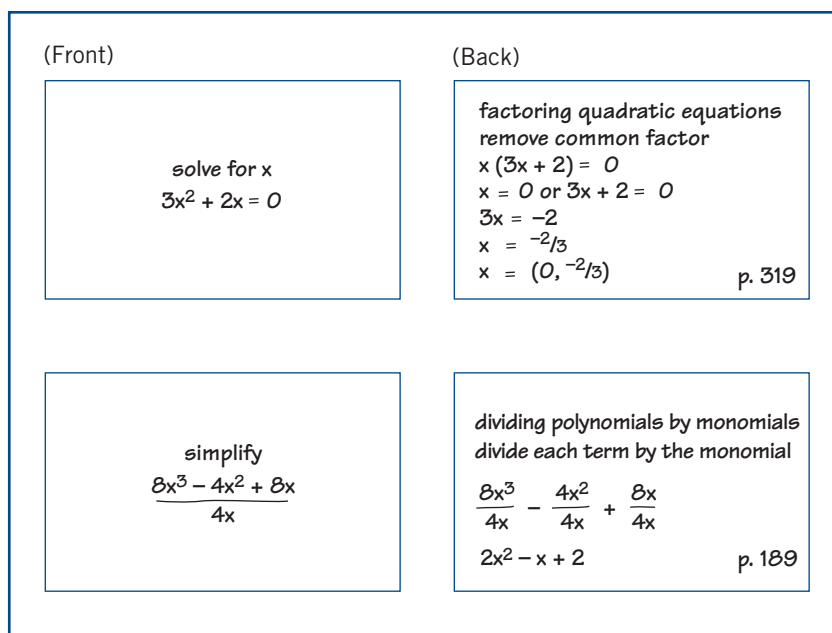 (Front)
solve for x
3x² + 2x = 0
(Back)
factoring quadratic equations
remove common factor
x (3x + 2) = 0
x = 0 or 3x + 2 = 0
3x = –2
x = ⁻²/3
x = (0, ⁻²/3)
p. 319
simplify
8x³ – 4x² + 8x
4x
dividing polynomials by monomials
divide each term by the monomial
8x³/4x – 4x²/4x + 8x/4x
2x² – x + 2
p. 189